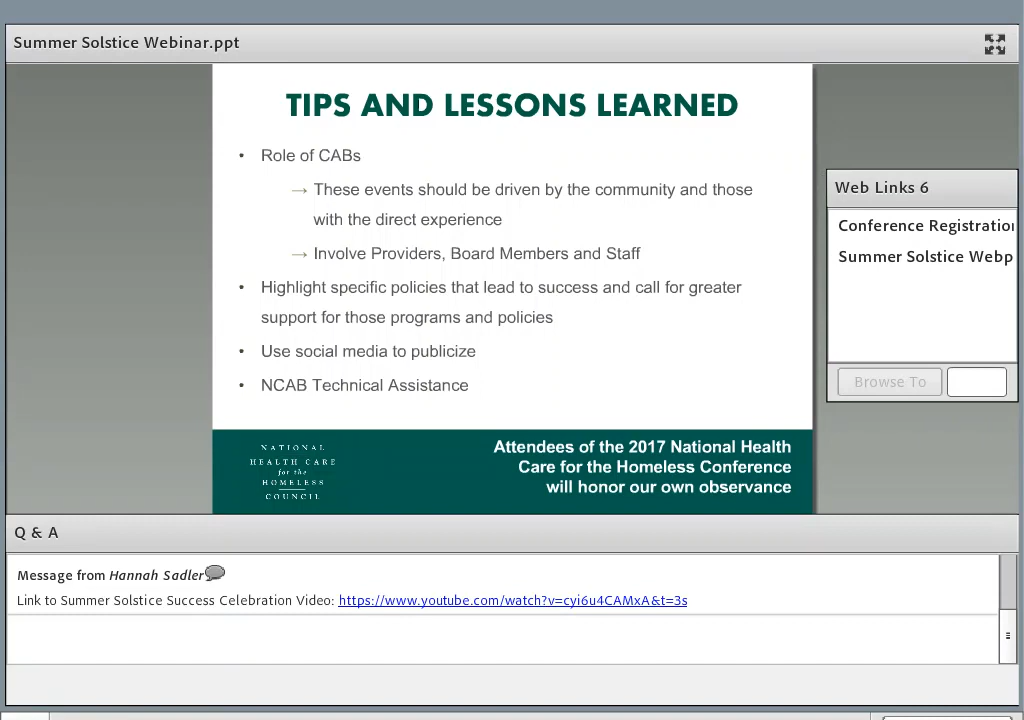 Summer Solstice Webinar.ppt
TIPS AND LESSONS LEARNED
• Role of CABs
→ These events should be driven by the community and those
with the direct experience
→ Involve Providers, Board Members and Staff
• Highlight specific policies that lead to success and call for greater
support for those programs and policies
• Use social media to publicize
• NCAB Technical Assistance
NATIONAL
HEALTH CARE
for the
HOMELESS
COUNCIL
Attendees of the 2017 National Health
Care for the Homeless Conference
will honor our own observance
Web Links 6
Conference Registration
Summer Solstice Webp
Browse To
Q & A
Message from Hannah Sadler
Link to Summer Solstice Success Celebration Video: https://www.youtube.com/watch?v=cyi6u4CAMxA&t=3s